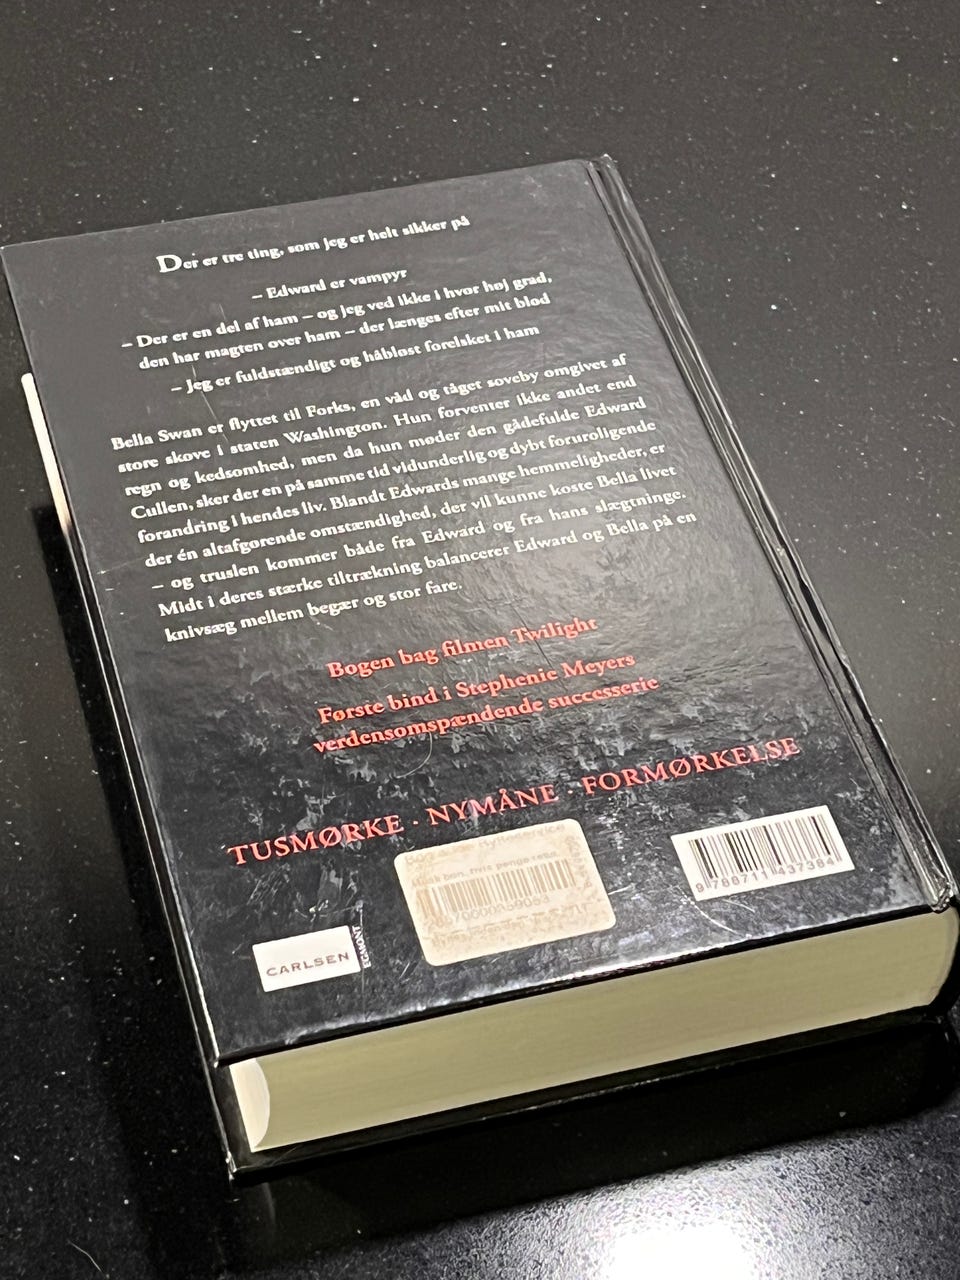 Der er tre ting, som jeg er helt sikker på
– Edward er vampyr
– Der er en del af ham – og jeg ved ikke i hvor høj grad,
den har magten over ham – der længes efter mit blod
– Jeg er fuldstændigt og håbløst forelsket i ham
Bella Swan er flyttet til Forks, en våd og tåget soveby omgivet af
store skove i staten Washington. Hun forventer ikke andet end
regn og kedsomhed, men da hun møder den gådefulde Edward
Cullen, sker der en på samme tid vidunderlig og dybt foruroligende
forandring i hendes liv. Blandt Edwards mange hemmeligheder, er
der én altafgørende omstændighed, der vil kunne koste Bella livet
– og truslen kommer både fra Edward og fra hans slægtninge.
Midt i deres stærke tiltrækning balancerer Edward og Bella på en
knivsæg mellem begær og stor fare.
Bogen bag filmen Twilight
Første bind i Stephenie Meyers
verdensomspændende successerie
TUSMØRKE · NYMÅNE · FORMØRKELSE
bon, hvis penge
9 788711 437384
CARLSEN
EGMONT